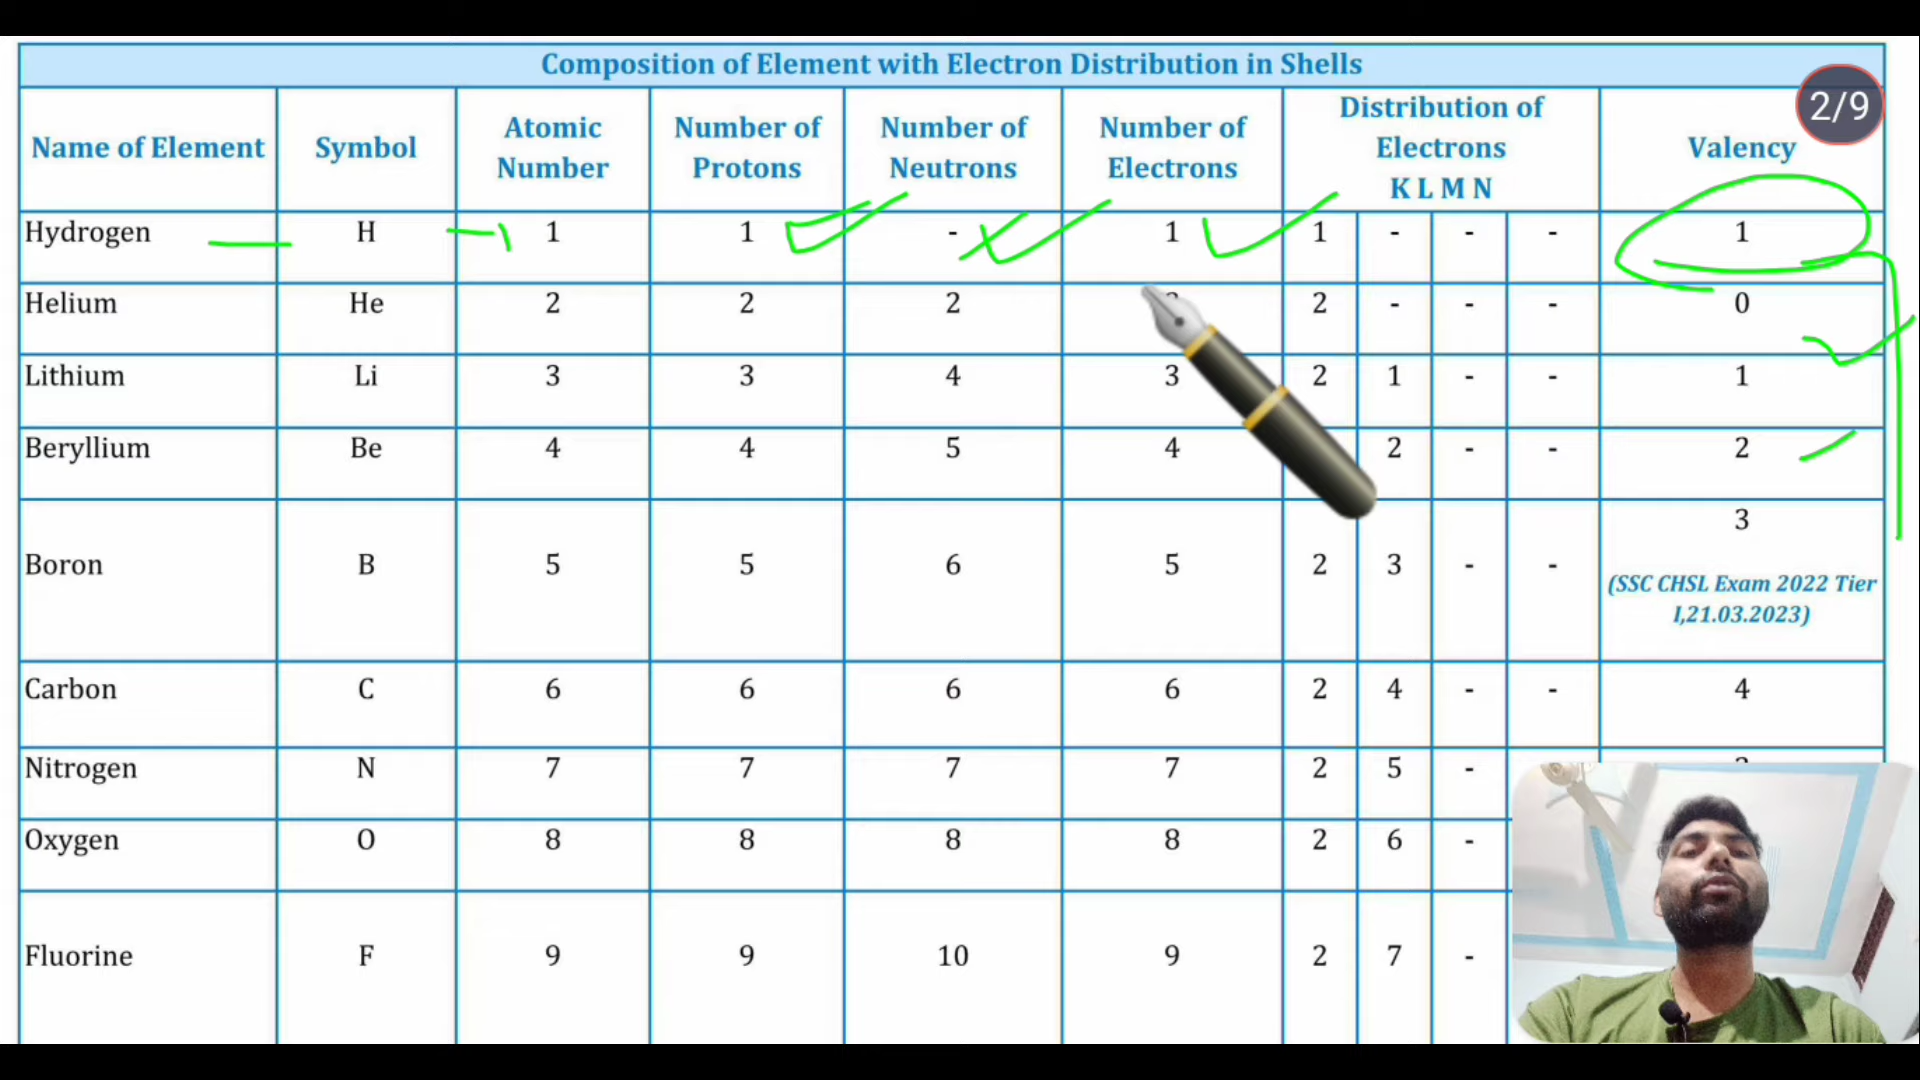 Composition of Element with Electron Distribution in Shells
2/9
Name of Element Symbol Atomic Number Number of Protons Number of Neutrons Number of Electrons Distribution of Electrons K L M N Valency
Hydrogen H 1 1 - 1 1 - - - 1
Helium He 2 2 2 2 - - - 0
Lithium Li 3 3 4 3 2 1 - - 1
Beryllium Be 4 4 5 4 2 - - 2
Boron B 5 5 6 5 2 3 - - 3
(SSC CHSL Exam 2022 Tier
I,21.03.2023)
Carbon C 6 6 6 6 2 4 - - 4
Nitrogen N 7 7 7 7 2 5 -
Oxygen O 8 8 8 8 2 6 -
Fluorine F 9 9 10 9 2 7 -